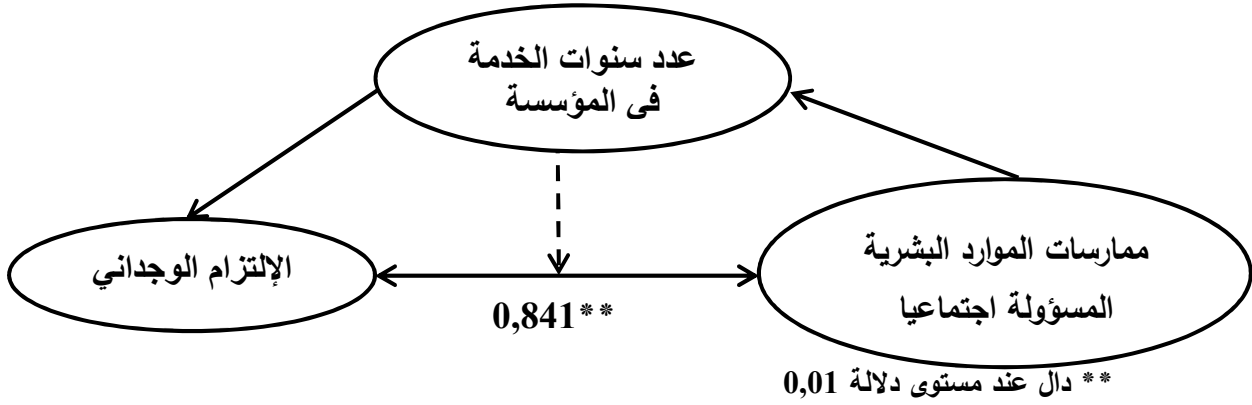 عدد سنوات الخدمة
فى المؤسسة
ممارسات الموارد البشرية
المسؤولة اجتماعيا
الإلتزام الوجداني
0,841**
** دال عند مستوى دلالة 0,01